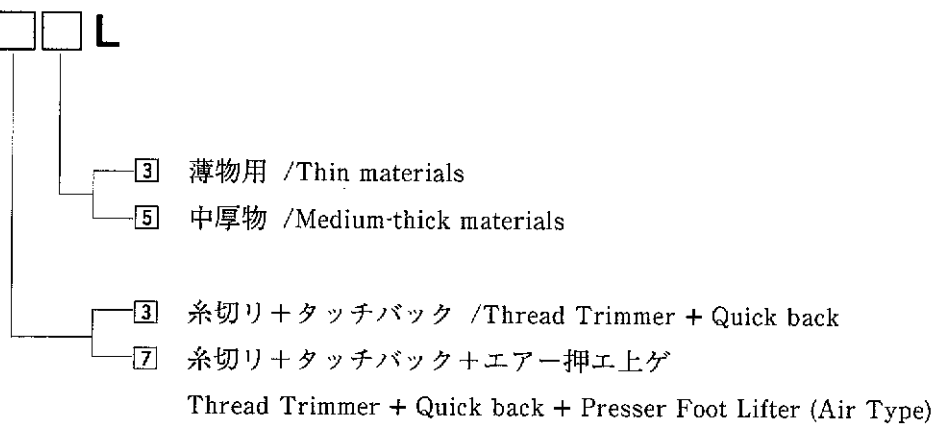 L
3 薄物用 /Thin materials
5 中厚物 /Medium-thick materials
3 糸切リ+タッチバック /Thread Trimmer + Quick back
7 糸切リ+タッチバック+エアー押エ上ゲ
Thread Trimmer + Quick back + Presser Foot Lifter (Air Type)